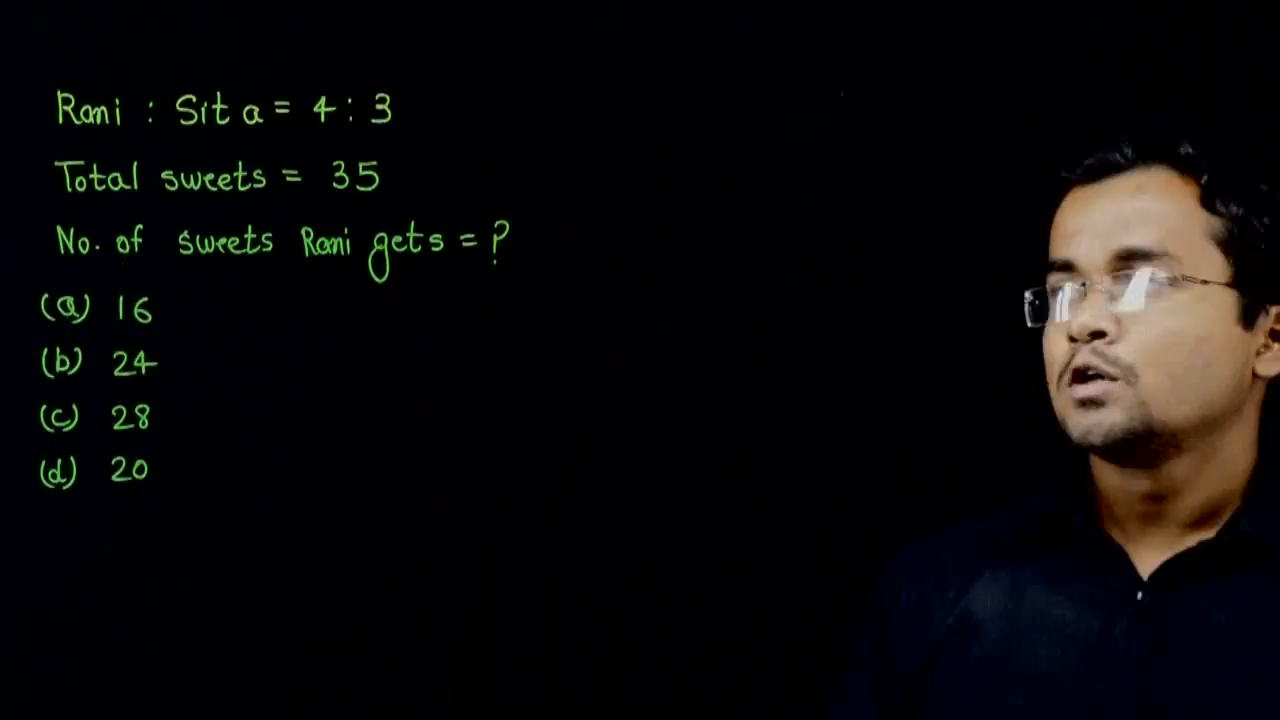 Rani : Sita = 4 : 3
Total sweets = 35
No. of sweets Rani gets = ?
(a) 16
(b) 24
(c) 28
(d) 20